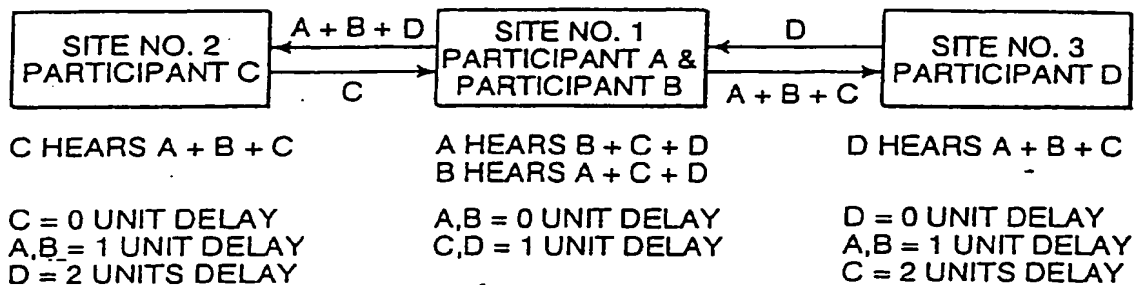 SITE NO. 2
PARTICIPANT C
A + B + D
C
SITE NO. 1
PARTICIPANT A &
PARTICIPANT B
D
A + B + C
SITE NO. 3
PARTICIPANT D
C HEARS A + B + C
A HEARS B + C + D
B HEARS A + C + D
D HEARS A + B + C
C = 0 UNIT DELAY
A,B = 1 UNIT DELAY
D = 2 UNITS DELAY
A,B = 0 UNIT DELAY
C,D = 1 UNIT DELAY
D = 0 UNIT DELAY
A,B = 1 UNIT DELAY
C = 2 UNITS DELAY